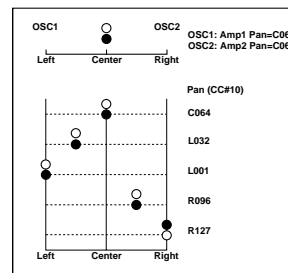 OSC1 OSC2
OSC1: Amp1 Pan=C06
OSC2: Amp2 Pan=C06
Left Center Right
Pan (CC#10)
C064
L032
L001
R096
R127
Left Center Right